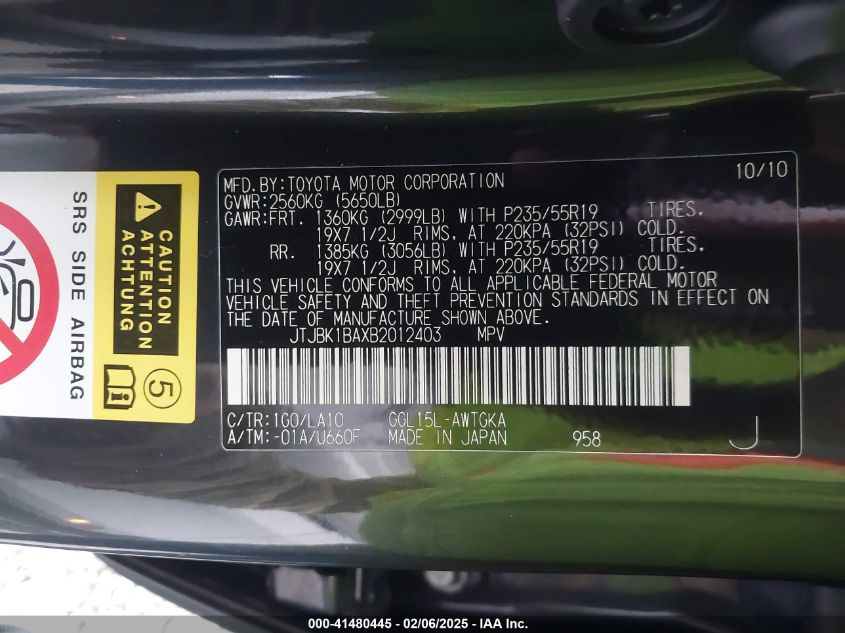 SRS SIDE AIRBAG
CAUTION
ATTENTION
ACHTUNG
5
MFD.BY:TOYOTA MOTOR CORPORATION 10/10
GVWR:2560KG (5650LB)
GAWR:FRT. 1360KG (2999LB) WITH P235/55R19 TIRES,
19X7 1/2J RIMS, AT 220KPA (32PSI) COLD.
RR. 1385KG (3056LB) WITH P235/55R19 TIRES,
19X7 1/2J RIMS, AT 220KPA (32PSI) COLD.
THIS VEHICLE CONFORMS TO ALL APPLICABLE FEDERAL MOTOR
VEHICLE SAFETY AND THEFT PREVENTION STANDARDS IN EFFECT ON
THE DATE OF MANUFACTURE SHOWN ABOVE.
JTJBK1BAXB2012403 MPV
C/TR:1G0/LA10 GGL15L-AWTGKA
A/TM:-01A/U660F MADE IN JAPAN 958 J
000-41480445 - 02/06/2025 - IAA Inc.